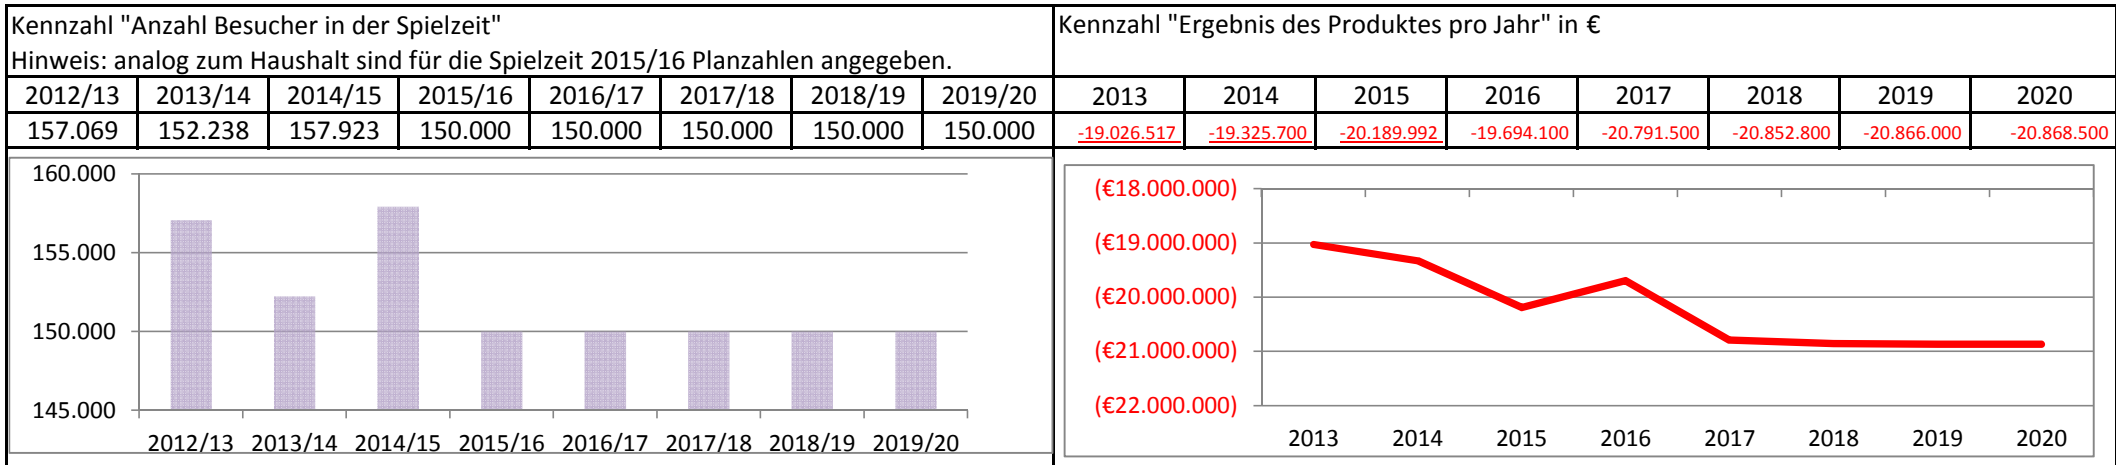 Kennzahl "Anzahl Besucher in der Spielzeit"
Hinweis: analog zum Haushalt sind für die Spielzeit 2015/16 Planzahlen angegeben.
2012/13 2013/14 2014/15 2015/16 2016/17 2017/18 2018/19 2019/20
157.069 152.238 157.923 150.000 150.000 150.000 150.000 150.000
160.000
155.000
150.000
145.000
2012/13 2013/14 2014/15 2015/16 2016/17 2017/18 2018/19 2019/20
Kennzahl "Ergebnis des Produktes pro Jahr" in €
2013 2014 2015 2016 2017 2018 2019 2020
-19.026.517 -19.325.700 -20.189.992 -19.694.100 -20.791.500 -20.852.800 -20.866.000 -20.868.500
(€18.000.000)
(€19.000.000)
(€20.000.000)
(€21.000.000)
(€22.000.000)
2013 2014 2015 2016 2017 2018 2019 2020